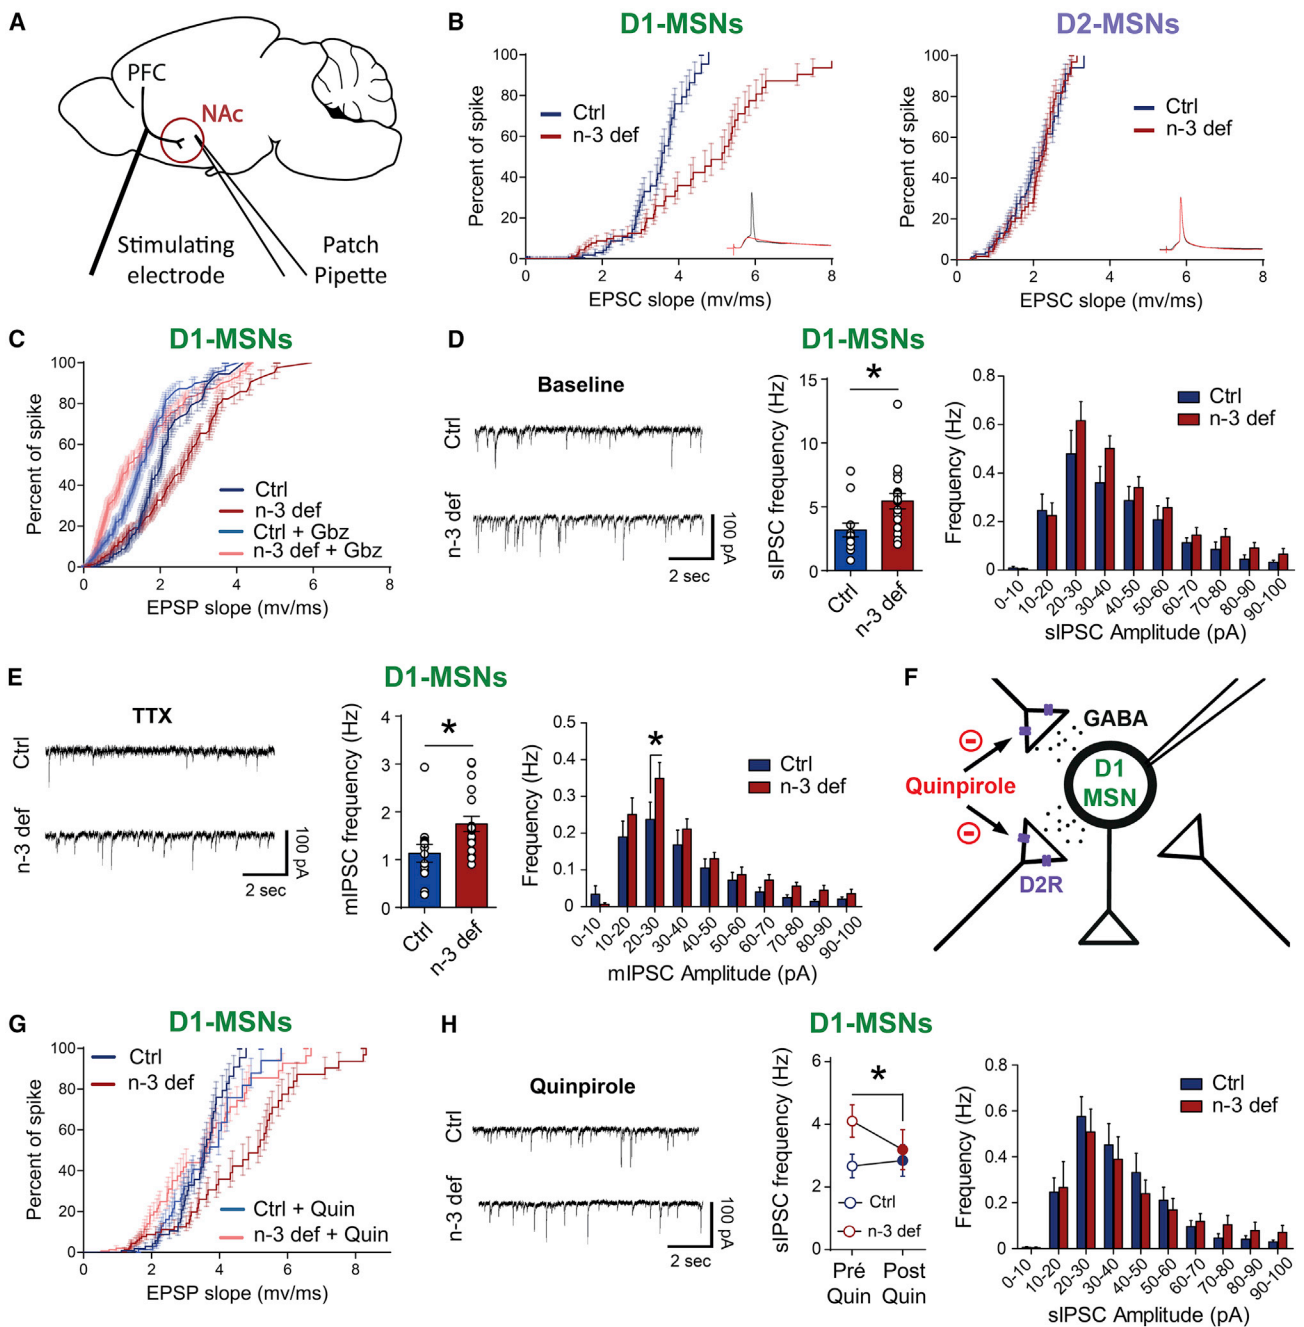 A
PFC
NAc
Stimulating
electrode
Patch
Pipette
B
D1-MSNs
D2-MSNs
Percent of spike
100
80
60
40
20
0
Ctrl
n-3 def
0 2 4 6 8
EPSC slope (mv/ms)
Percent of spike
100
80
60
40
20
0
Ctrl
n-3 def
0 2 4 6 8
EPSC slope (mv/ms)
C
D1-MSNs
Percent of spike
100
80
60
40
20
0
Ctrl
n-3 def
Ctrl + Gbz
n-3 def + Gbz
0 2 4 6 8
EPSP slope (mv/ms)
D
D1-MSNs
Baseline
Ctrl
n-3 def
100 pA
2 sec
sIPSC frequency (Hz)
15
10
5
0
*
Ctrl
n-3 def
Frequency (Hz)
0.8
0.6
0.4
0.2
0
Ctrl
n-3 def
0-10 10-20 20-30 30-40 40-50 50-60 60-70 70-80 80-90 90-100
sIPSC Amplitude (pA)
E
D1-MSNs
TTX
Ctrl
n-3 def
100 pA
2 sec
mIPSC frequency (Hz)
4
3
2
1
0
*
Ctrl
n-3 def
Frequency (Hz)
0.5
0.4
0.3
0.2
0.1
0
*
Ctrl
n-3 def
0-10 10-20 20-30 30-40 40-50 50-60 60-70 70-80 80-90 90-100
mIPSC Amplitude (pA)
F
GABA
D1
MSN
Quinpirole
D2R
G
D1-MSNs
Percent of spike
100
80
60
40
20
0
Ctrl
n-3 def
Ctrl + Quin
n-3 def + Quin
0 2 4 6 8
EPSP slope (mv/ms)
H
D1-MSNs
Quinpirole
Ctrl
n-3 def
100 pA
2 sec
sIPSC frequency (Hz)
6
4
2
0
*
Ctrl
n-3 def
Pré
Quin
Post
Quin
Frequency (Hz)
0.8
0.6
0.4
0.2
0
Ctrl
n-3 def
0-10 10-20 20-30 30-40 40-50 50-60 60-70 70-80 80-90 90-100
sIPSC Amplitude (pA)